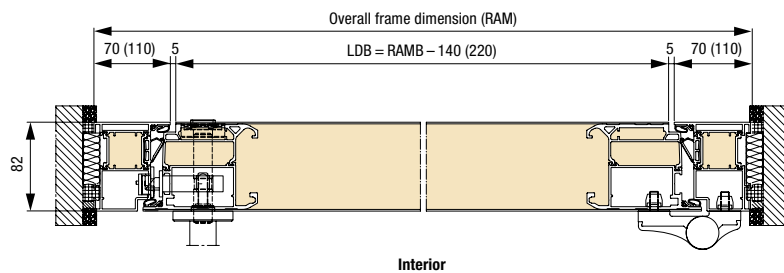 Overall frame dimension (RAM)
70 (110) 5 LDB = RAMB – 140 (220) 5 70 (110)
82
Interior